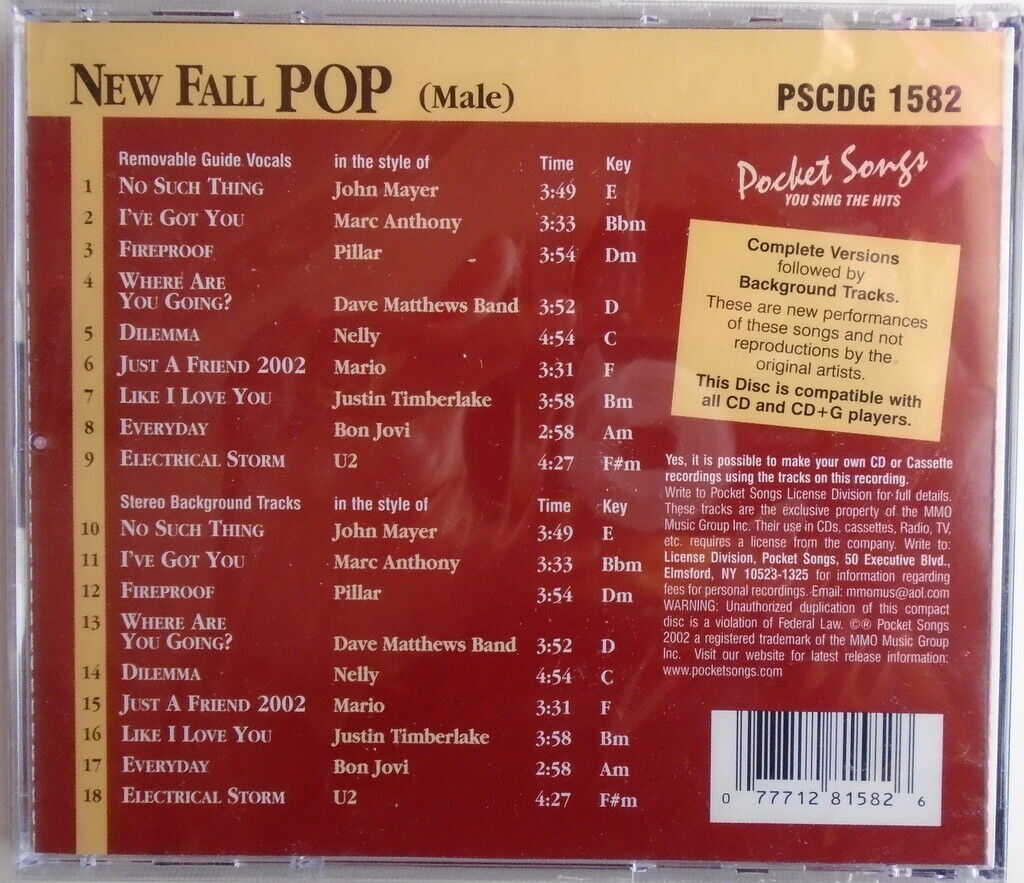 NEW FALL POP (Male)
PSCDG 1582
Removable Guide Vocals in the style of Time Key
1 NO SUCH THING John Mayer 3:49 E
2 I'VE GOT YOU Marc Anthony 3:33 Bbm
3 FIREPROOF Pillar 3:54 Dm
4 WHERE ARE
YOU GOING? Dave Matthews Band 3:52 D
5 DILEMMA Nelly 4:54 C
6 JUST A FRIEND 2002 Mario 3:31 F
7 LIKE I LOVE YOU Justin Timberlake 3:58 Bm
8 EVERYDAY Bon Jovi 2:58 Am
9 ELECTRICAL STORM U2 4:27 F#m
Stereo Background Tracks in the style of Time Key
10 NO SUCH THING John Mayer 3:49 E
11 I'VE GOT YOU Marc Anthony 3:33 Bbm
12 FIREPROOF Pillar 3:54 Dm
13 WHERE ARE
YOU GOING? Dave Matthews Band 3:52 D
14 DILEMMA Nelly 4:54 C
15 JUST A FRIEND 2002 Mario 3:31 F
16 LIKE I LOVE YOU Justin Timberlake 3:58 Bm
17 EVERYDAY Bon Jovi 2:58 Am
18 ELECTRICAL STORM U2 4:27 F#m
Pocket Songs
YOU SING THE HITS
Complete Versions
followed by
Background Tracks.
These are new performances
of these songs and not
reproductions by the
original artists.
This Disc is compatible with
all CD and CD+G players.
Yes, it is possible to make your own CD or Cassette
recordings using the tracks on this recording.
Write to Pocket Songs License Division for full details.
These tracks are the exclusive property of the MMO
Music Group Inc. Their use in CDs, cassettes, Radio, TV,
etc. requires a license from the company. Write to:
License Division, Pocket Songs, 50 Executive Blvd.,
Elmsford, NY 10523-1325 for information regarding
fees for personal recordings. Email: mmomus@aol.com
WARNING: Unauthorized duplication of this compact
disc is a violation of Federal Law. ©® Pocket Songs
2002 a registered trademark of the MMO Music Group
Inc. Visit our website for latest release information:
www.pocketsongs.com
0 77712 81582 6